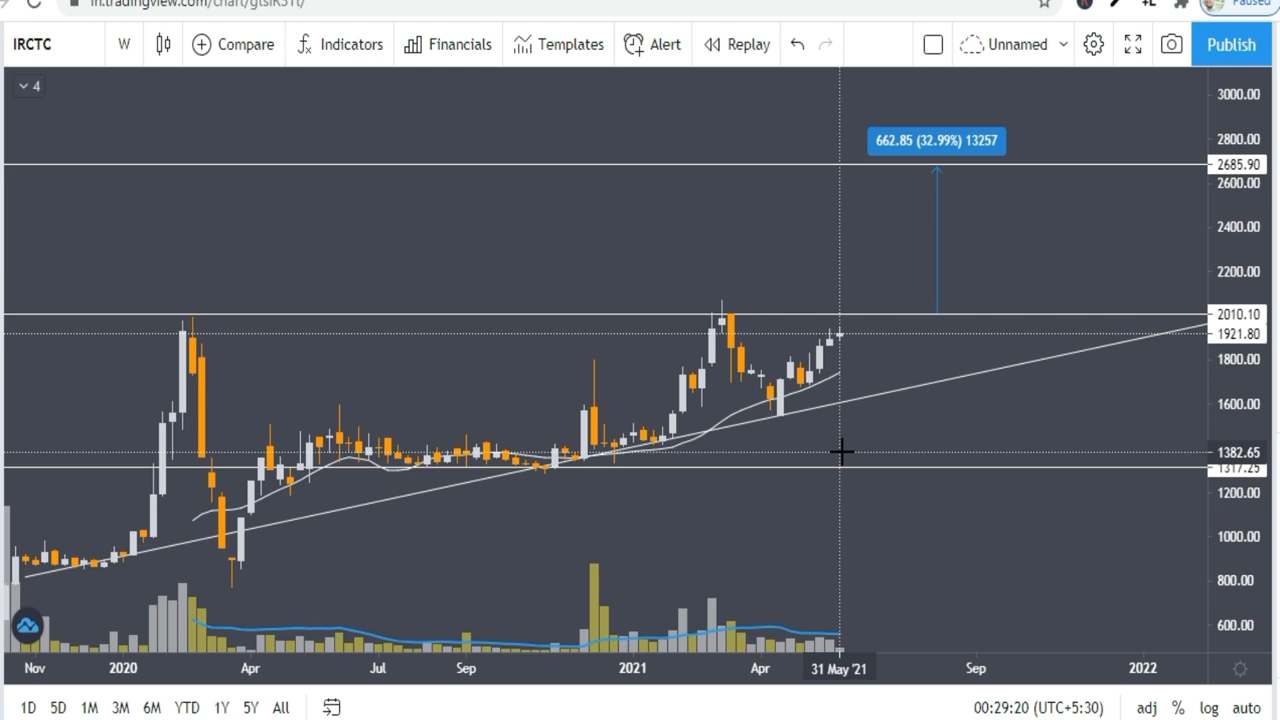 in.tradingview.com/chart/
Paused
IRCTC W Compare Indicators Financials Templates Alert Replay Unnamed Publish
4
3000.00
2800.00
662.85 (32.99%) 13257
2685.90
2600.00
2400.00
2200.00
2010.10
1921.80
1800.00
1600.00
1382.65
1317.25
1200.00
1000.00
800.00
600.00
Nov 2020 Apr Jul Sep 2021 Apr 31 May '21 Sep 2022
1D 5D 1M 3M 6M YTD 1Y 5Y All 00:29:20 (UTC+5:30) adj % log auto